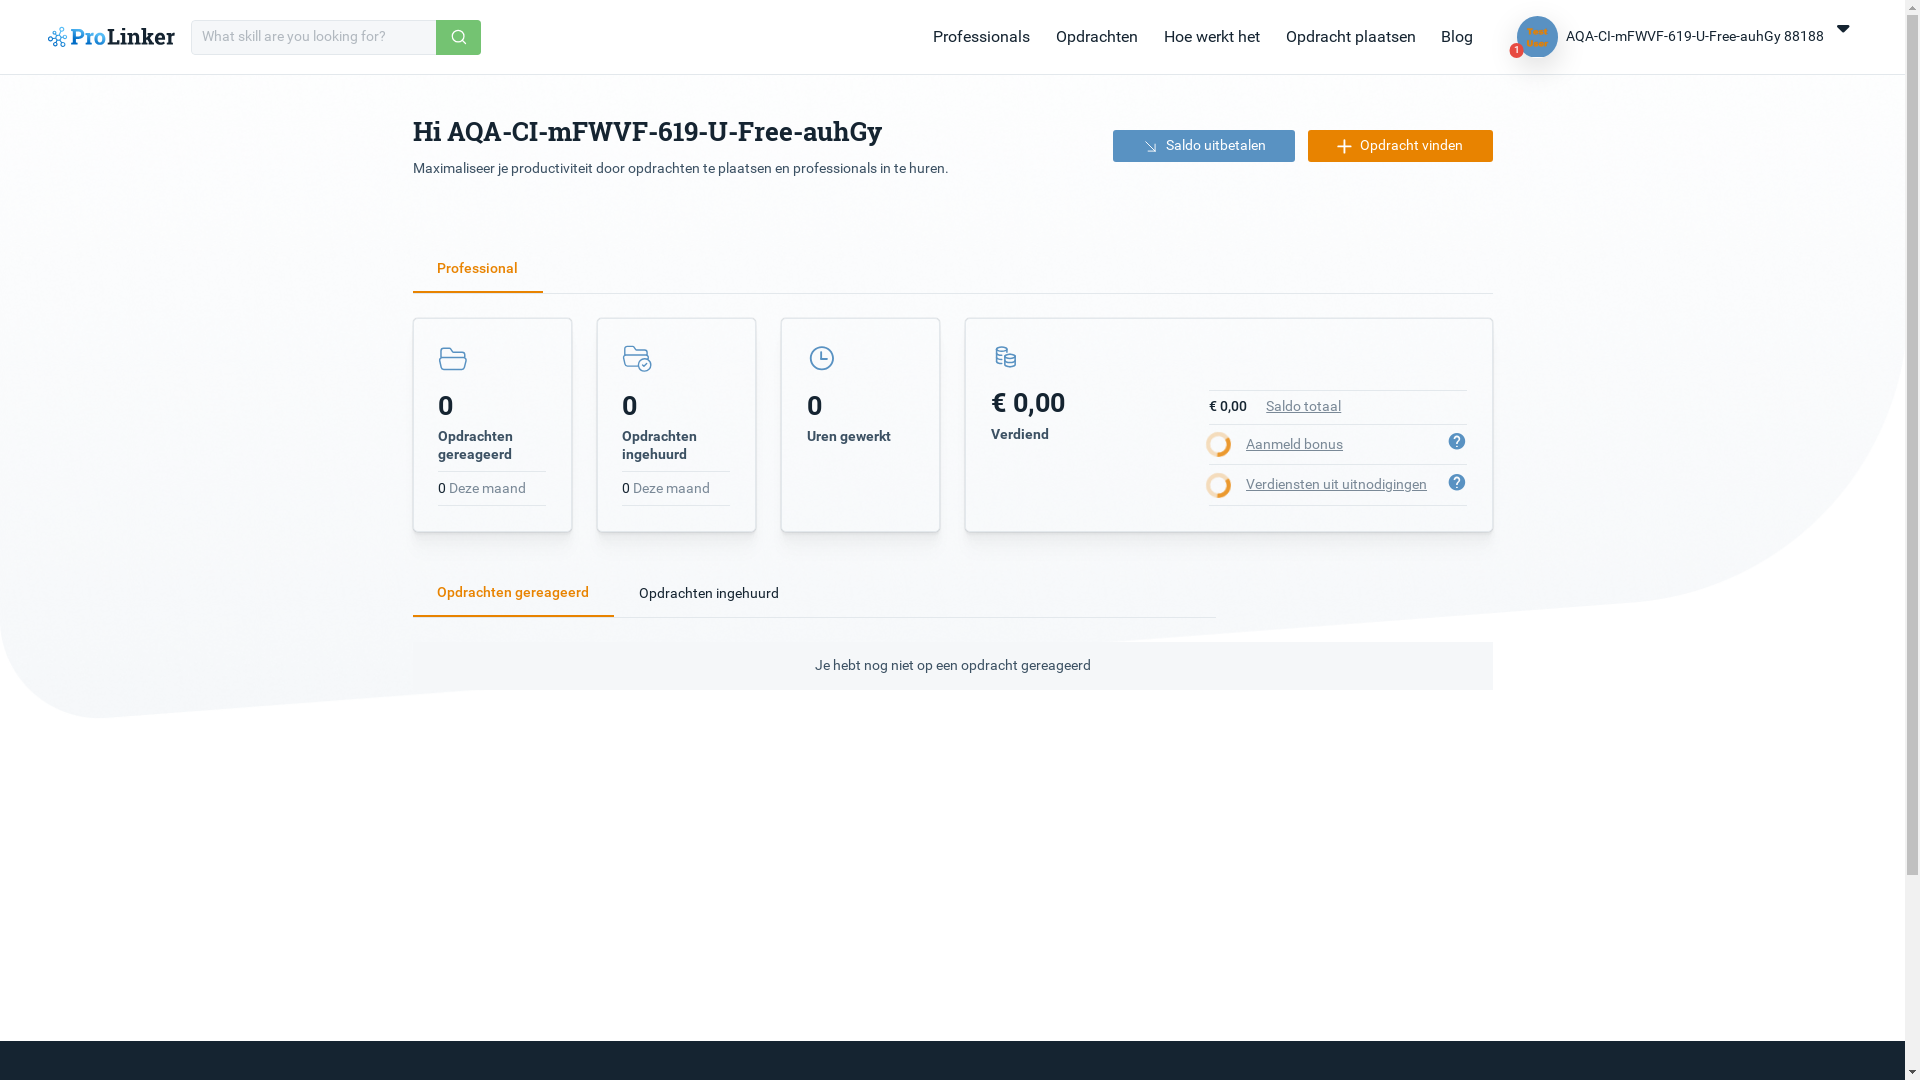 ProLinker
What skill are you looking for?
Professionals
Opdrachten
Hoe werkt het
Opdracht plaatsen
Blog
Test
User
1
AQA-CI-mFWVF-619-U-Free-auhGy 88188
Hi AQA-CI-mFWVF-619-U-Free-auhGy
Maximaliseer je productiviteit door opdrachten te plaatsen en professionals in te huren.
Saldo uitbetalen
Opdracht vinden
Professional
0
Opdrachten
gereageerd
0 Deze maand
0
Opdrachten
ingehuurd
0 Deze maand
0
Uren gewerkt
€ 0,00
Verdiend
€ 0,00 Saldo totaal
Aanmeld bonus
Verdiensten uit uitnodigingen
Opdrachten gereageerd
Opdrachten ingehuurd
Je hebt nog niet op een opdracht gereageerd